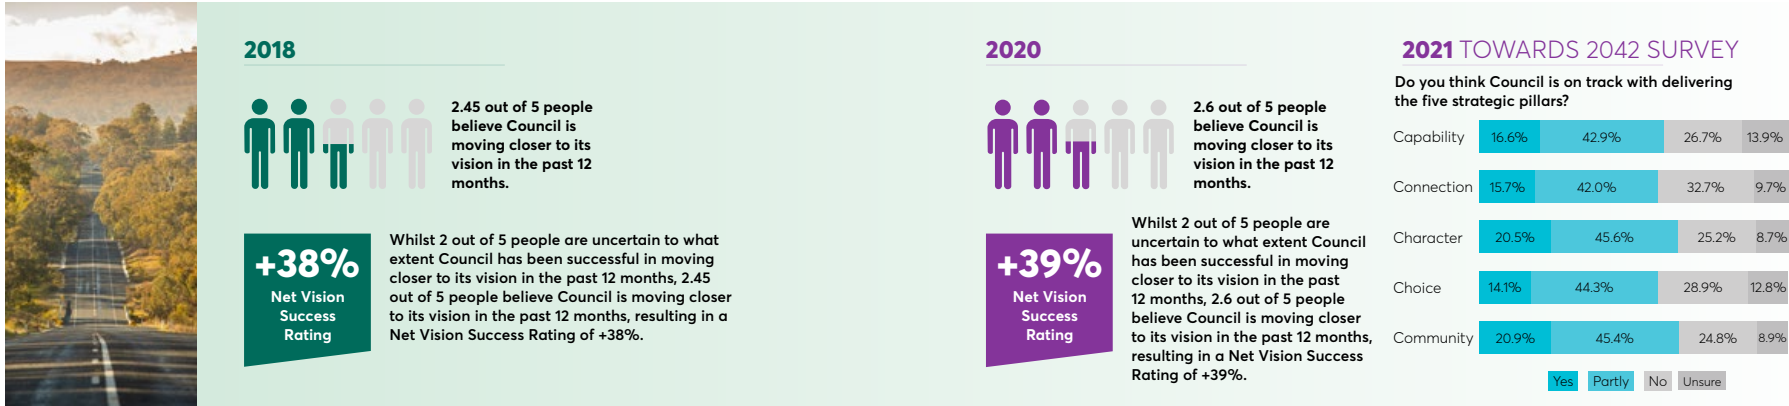 2018
2.45 out of 5 people
believe Council is
moving closer to its
vision in the past 12
months.
+38%
Net Vision
Success
Rating
Whilst 2 out of 5 people are uncertain to what
extent Council has been successful in moving
closer to its vision in the past 12 months, 2.45
out of 5 people believe Council is moving closer
to its vision in the past 12 months, resulting in a
Net Vision Success Rating of +38%.
2020
2.6 out of 5 people
believe Council is
moving closer to its
vision in the past 12
months.
+39%
Net Vision
Success
Rating
Whilst 2 out of 5 people are
uncertain to what extent Council
has been successful in moving
closer to its vision in the past
12 months, 2.6 out of 5 people
believe Council is moving closer
to its vision in the past 12 months,
resulting in a Net Vision Success
Rating of +39%.
2021 TOWARDS 2042 SURVEY
Do you think Council is on track with delivering
the five strategic pillars?
Capability 16.6% 42.9% 26.7% 13.9%
Connection 15.7% 42.0% 32.7% 9.7%
Character 20.5% 45.6% 25.2% 8.7%
Choice 14.1% 44.3% 28.9% 12.8%
Community 20.9% 45.4% 24.8% 8.9%
Yes Partly No Unsure